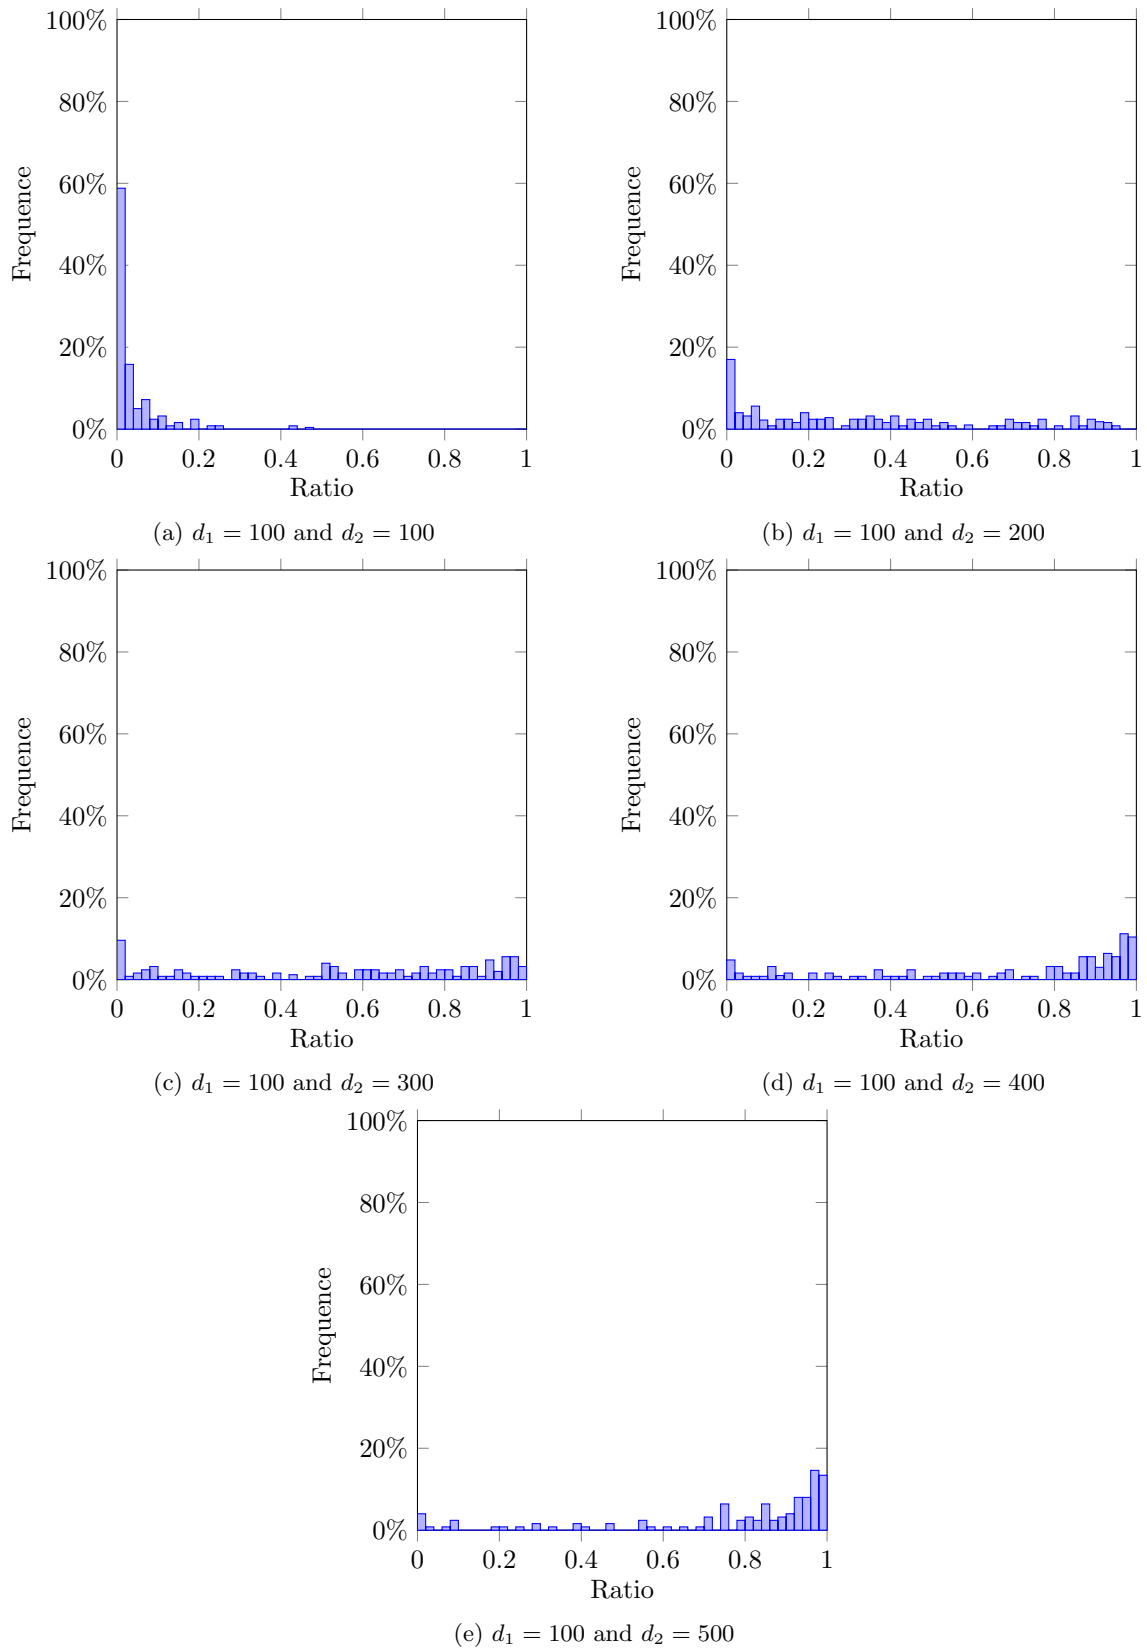 100%
80%
60%
40%
20%
0%
Frequence
0 0.2 0.4 0.6 0.8 1
Ratio
(a) d₁ = 100 and d₂ = 100
100%
80%
60%
40%
20%
0%
Frequence
0 0.2 0.4 0.6 0.8 1
Ratio
(b) d₁ = 100 and d₂ = 200
100%
80%
60%
40%
20%
0%
Frequence
0 0.2 0.4 0.6 0.8 1
Ratio
(c) d₁ = 100 and d₂ = 300
100%
80%
60%
40%
20%
0%
Frequence
0 0.2 0.4 0.6 0.8 1
Ratio
(d) d₁ = 100 and d₂ = 400
100%
80%
60%
40%
20%
0%
Frequence
0 0.2 0.4 0.6 0.8 1
Ratio
(e) d₁ = 100 and d₂ = 500